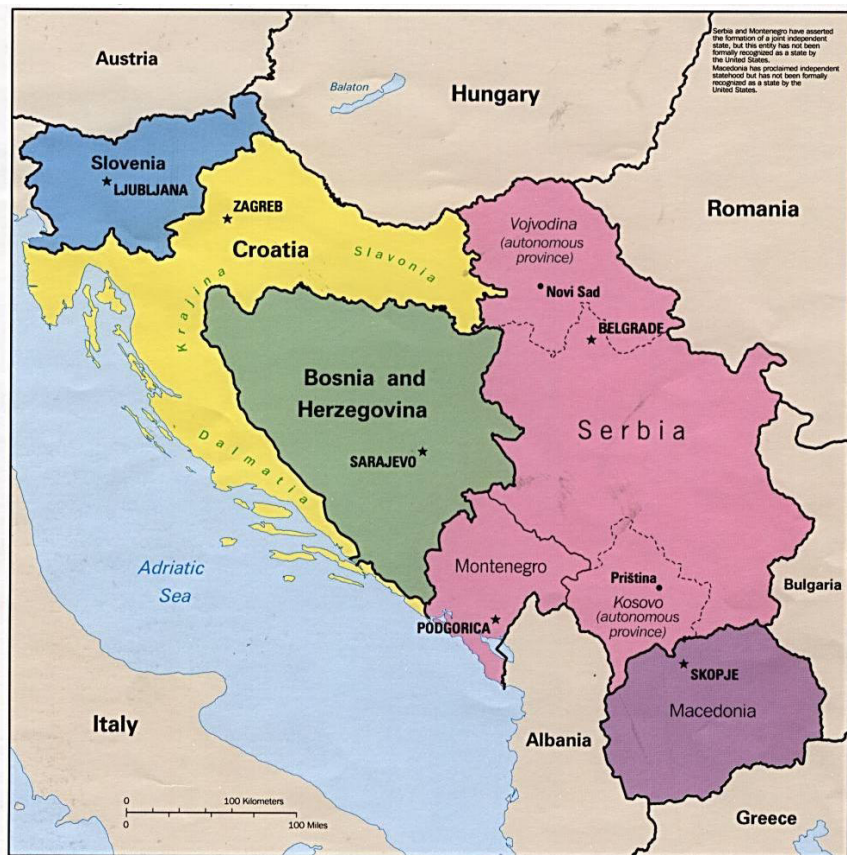 Serbia and Montenegro have asserted
the formation of a joint independent
state, but this entity has not been
formally recognized as a state by
the United States.
Macedonia has proclaimed independent
statehood but has not been formally
recognized as a state by the
United States.
Austria
Balaton
Hungary
Slovenia
LJUBLJANA
ZAGREB
Croatia
Slavonia
Krajina
Dalmatia
Vojvodina
(autonomous
province)
Novi Sad
BELGRADE
Romania
Bosnia and
Herzegovina
SARAJEVO
Serbia
Adriatic
Sea
Montenegro
PODGORICA
Priština
Kosovo
(autonomous
province)
Bulgaria
SKOPJE
Macedonia
Italy
Albania
Greece
0 100 Kilometers
0 100 Miles